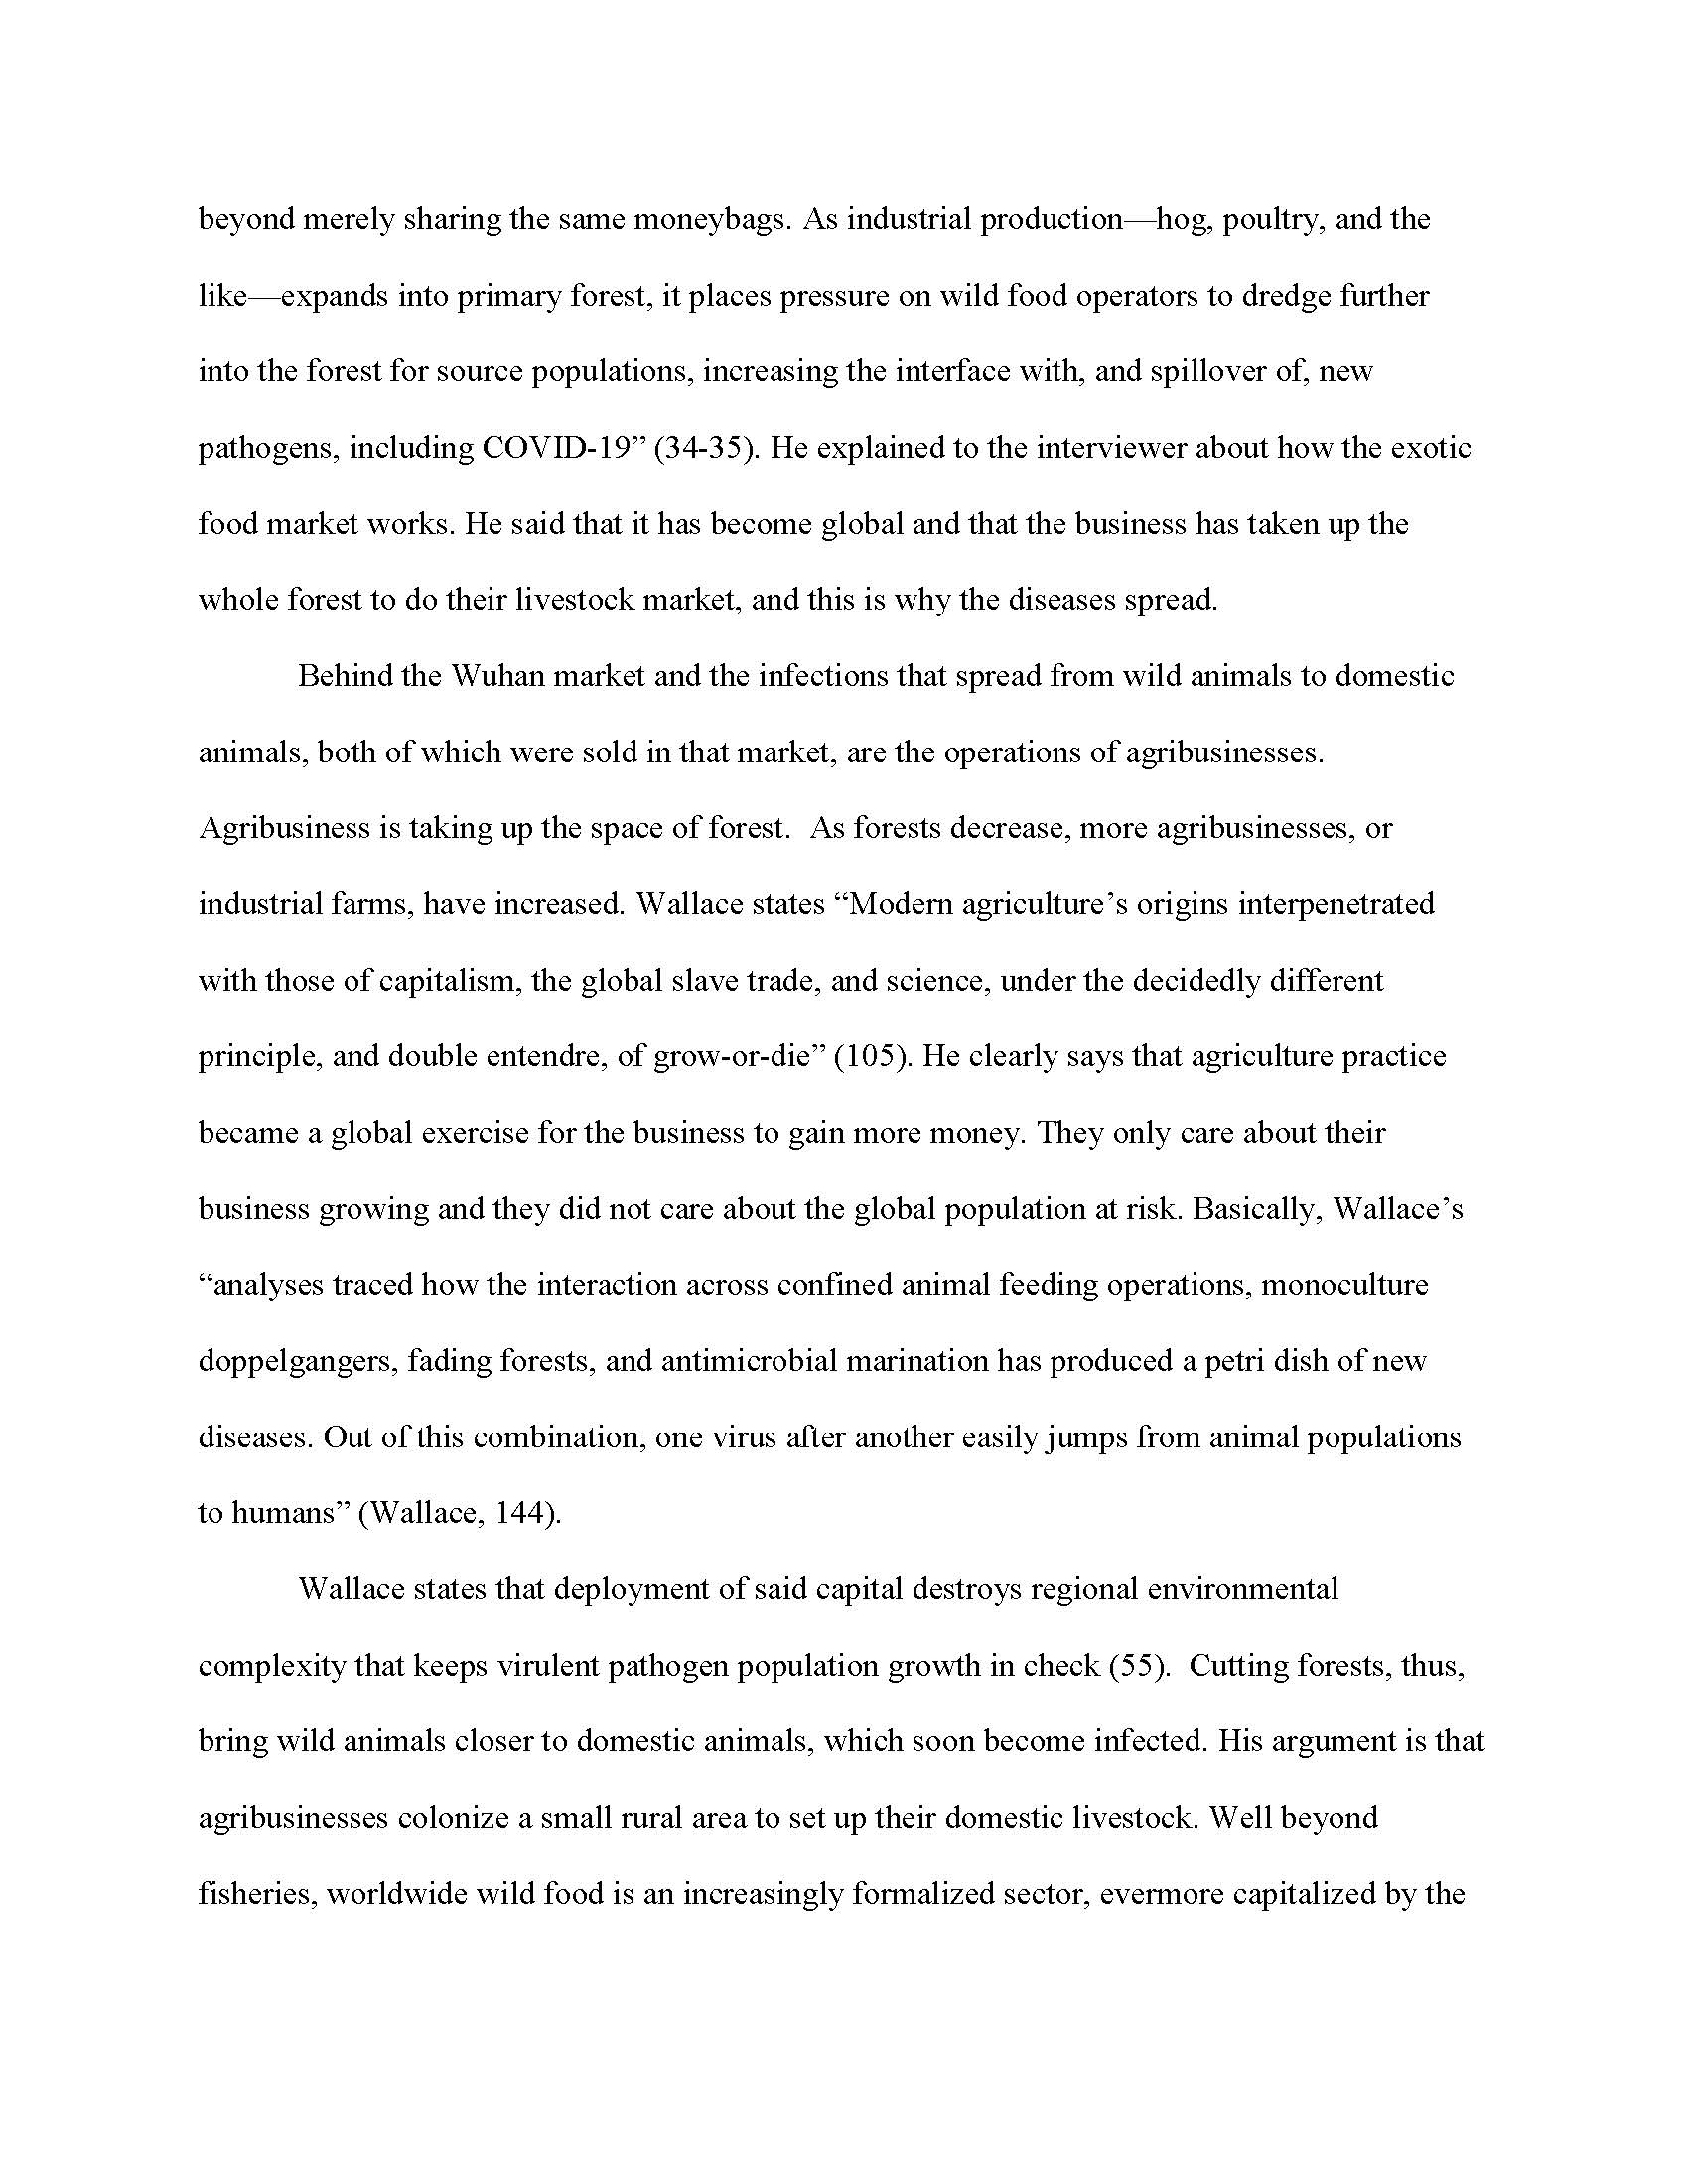 beyond merely sharing the same moneybags. As industrial production—hog, poultry, and the
like—expands into primary forest, it places pressure on wild food operators to dredge further
into the forest for source populations, increasing the interface with, and spillover of, new
pathogens, including COVID-19” (34-35). He explained to the interviewer about how the exotic
food market works. He said that it has become global and that the business has taken up the
whole forest to do their livestock market, and this is why the diseases spread.
Behind the Wuhan market and the infections that spread from wild animals to domestic
animals, both of which were sold in that market, are the operations of agribusinesses.
Agribusiness is taking up the space of forest.  As forests decrease, more agribusinesses, or
industrial farms, have increased. Wallace states “Modern agriculture’s origins interpenetrated
with those of capitalism, the global slave trade, and science, under the decidedly different
principle, and double entendre, of grow-or-die” (105). He clearly says that agriculture practice
became a global exercise for the business to gain more money. They only care about their
business growing and they did not care about the global population at risk. Basically, Wallace’s
“analyses traced how the interaction across confined animal feeding operations, monoculture
doppelgangers, fading forests, and antimicrobial marination has produced a petri dish of new
diseases. Out of this combination, one virus after another easily jumps from animal populations
to humans” (Wallace, 144).
Wallace states that deployment of said capital destroys regional environmental
complexity that keeps virulent pathogen population growth in check (55).  Cutting forests, thus,
bring wild animals closer to domestic animals, which soon become infected. His argument is that
agribusinesses colonize a small rural area to set up their domestic livestock. Well beyond
fisheries, worldwide wild food is an increasingly formalized sector, evermore capitalized by the